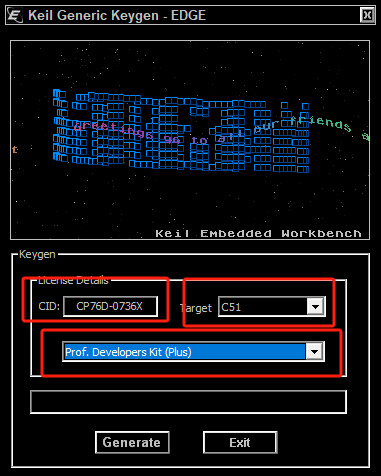 Keil Generic Keygen - EDGE
t Greetings go to all our friends a
Keil Embedded Workbench
Keygen
License Details
CID: CP76D-0736X Target C51
Prof. Developers Kit (Plus)
Generate Exit